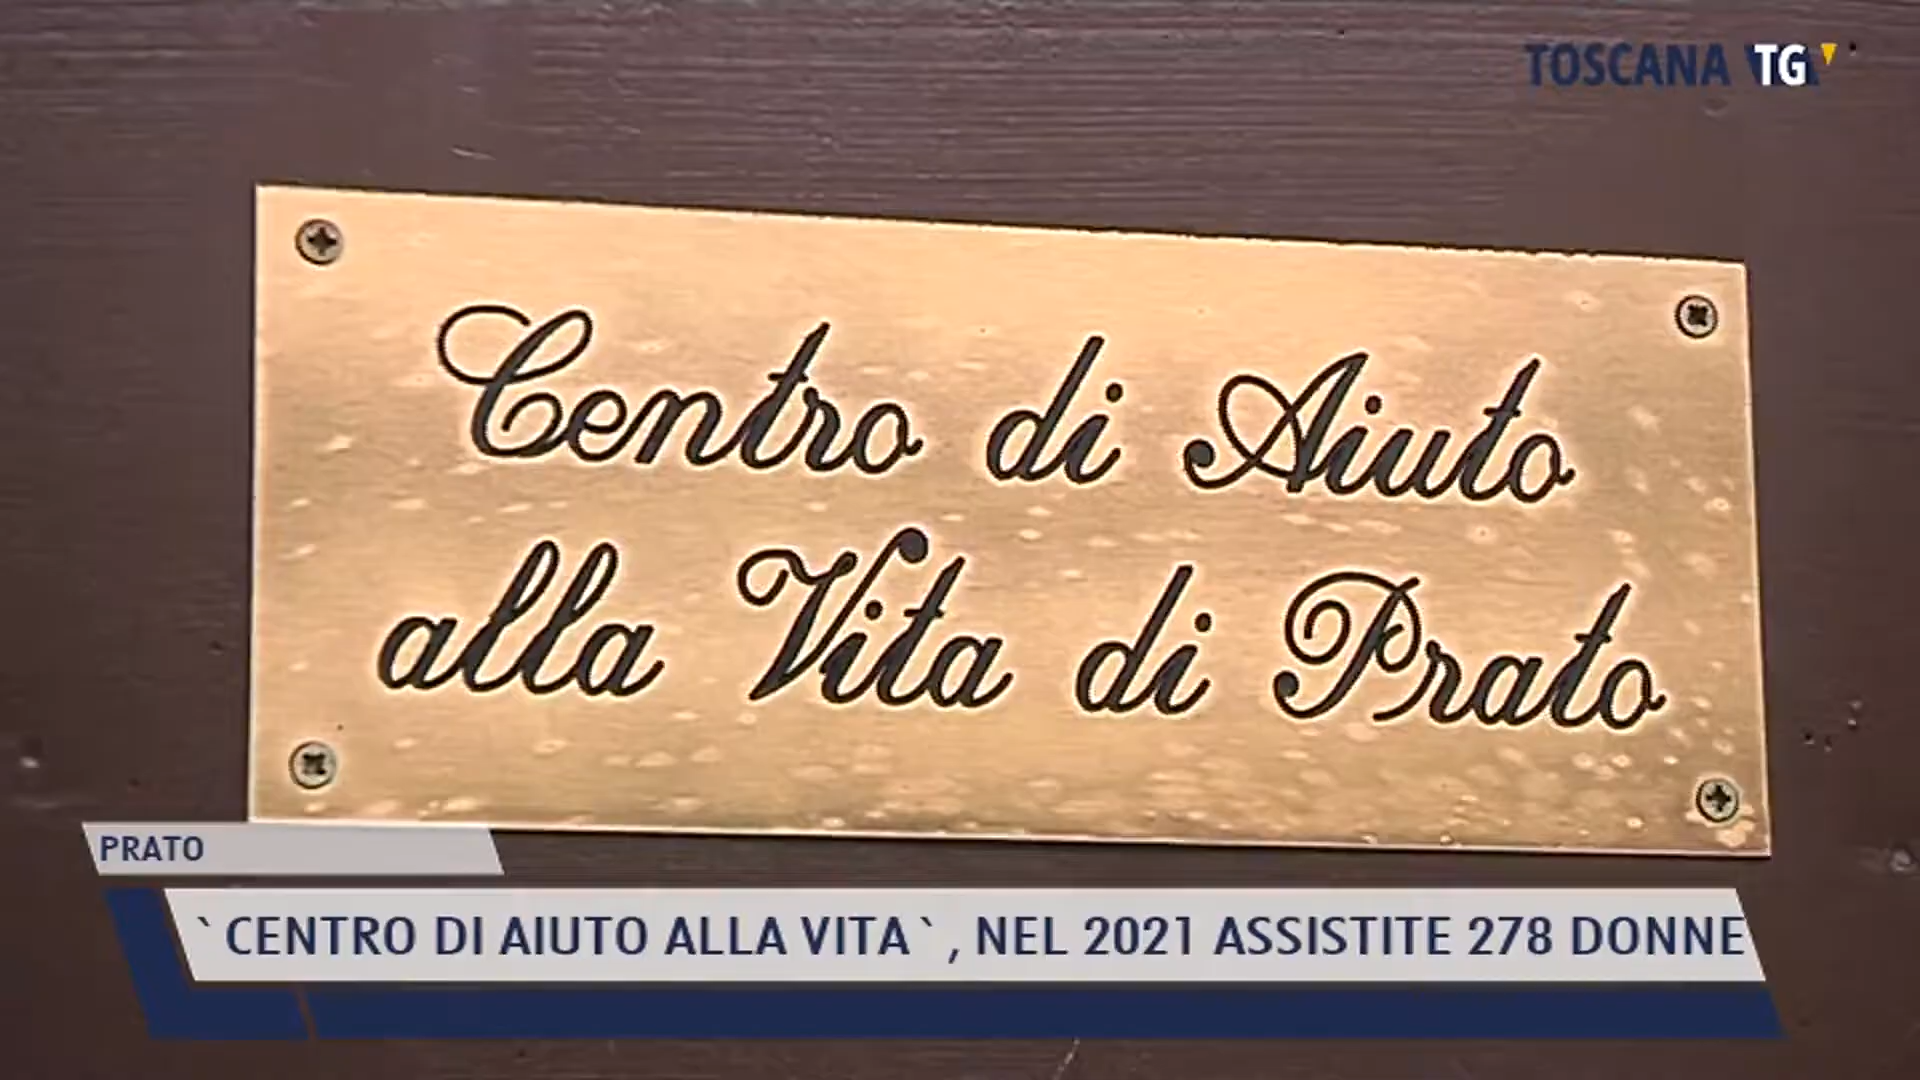 TOSCANA TG
Centro di Aiuto
alla Vita di Prato
PRATO
`CENTRO DI AIUTO ALLA VITA`, NEL 2021 ASSISTITE 278 DONNE